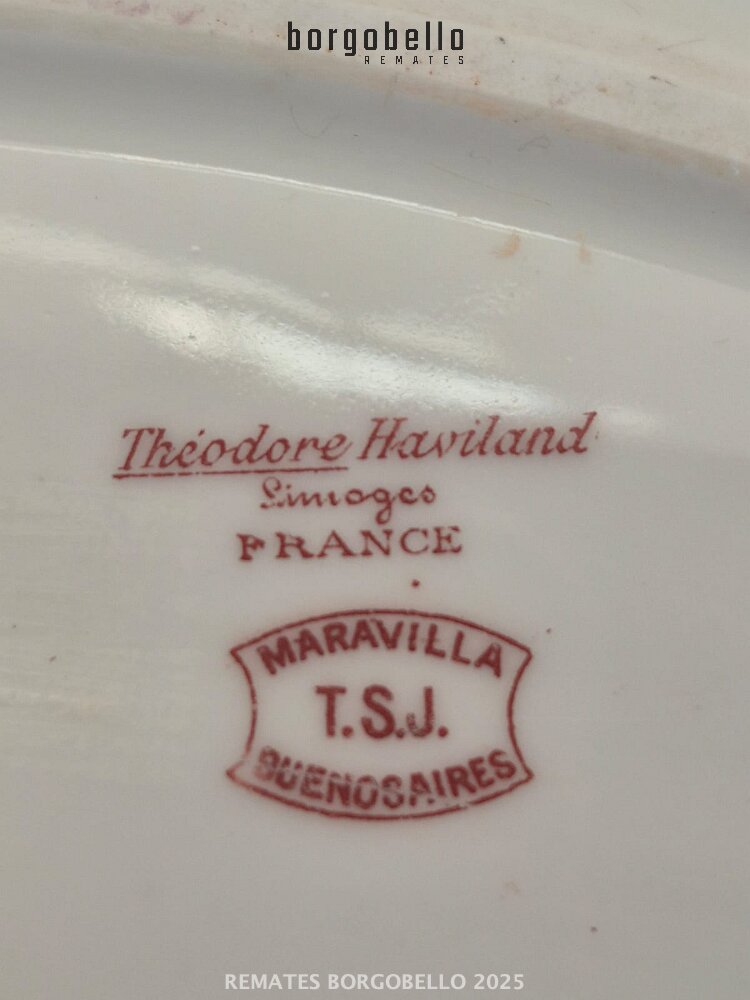 borgobello
REMATES
Théodore Haviland
Limoges
FRANCE
MARAVILLA
T.S.J.
BUENOSAIRES
REMATES BORGOBELLO 2025